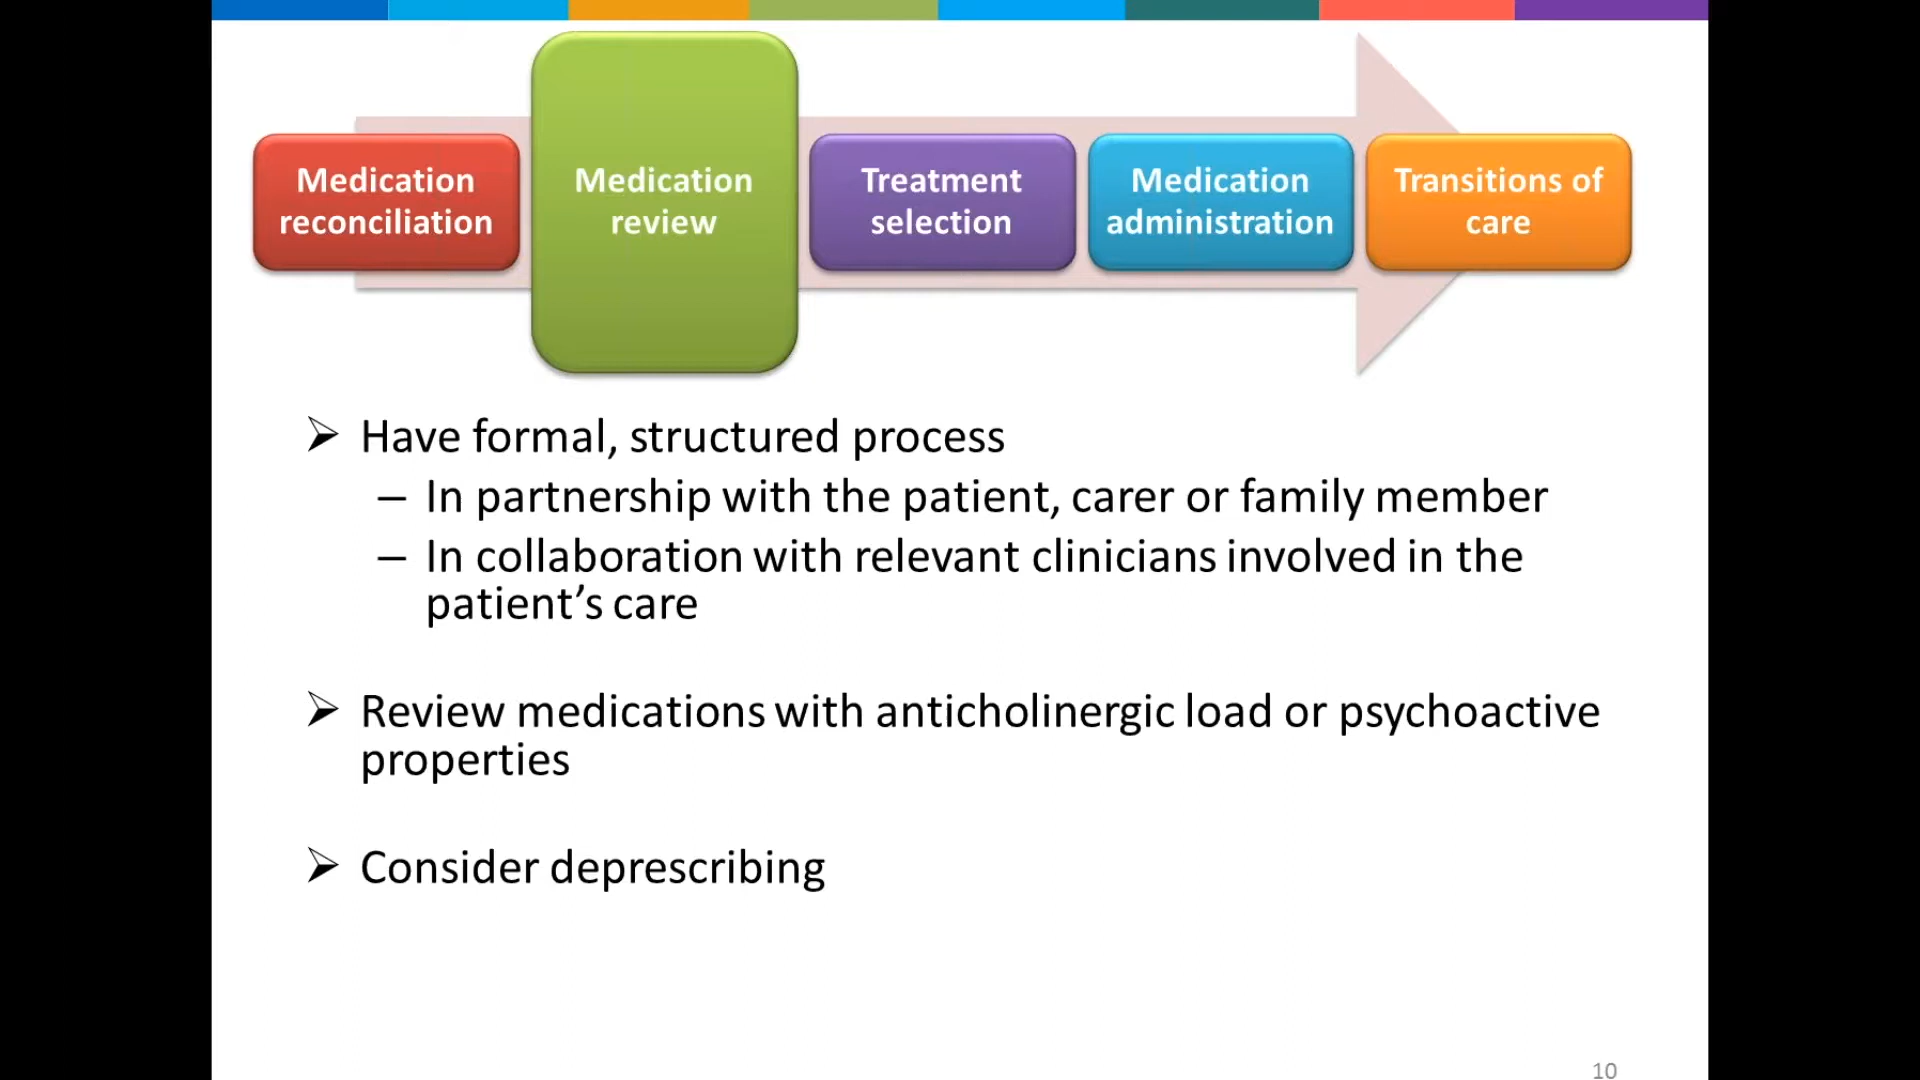 Medication
reconciliation
Medication
review
Treatment
selection
Medication
administration
Transitions of
care
➢ Have formal, structured process
– In partnership with the patient, carer or family member
– In collaboration with relevant clinicians involved in the
patient’s care
➢ Review medications with anticholinergic load or psychoactive
properties
➢ Consider deprescribing
10